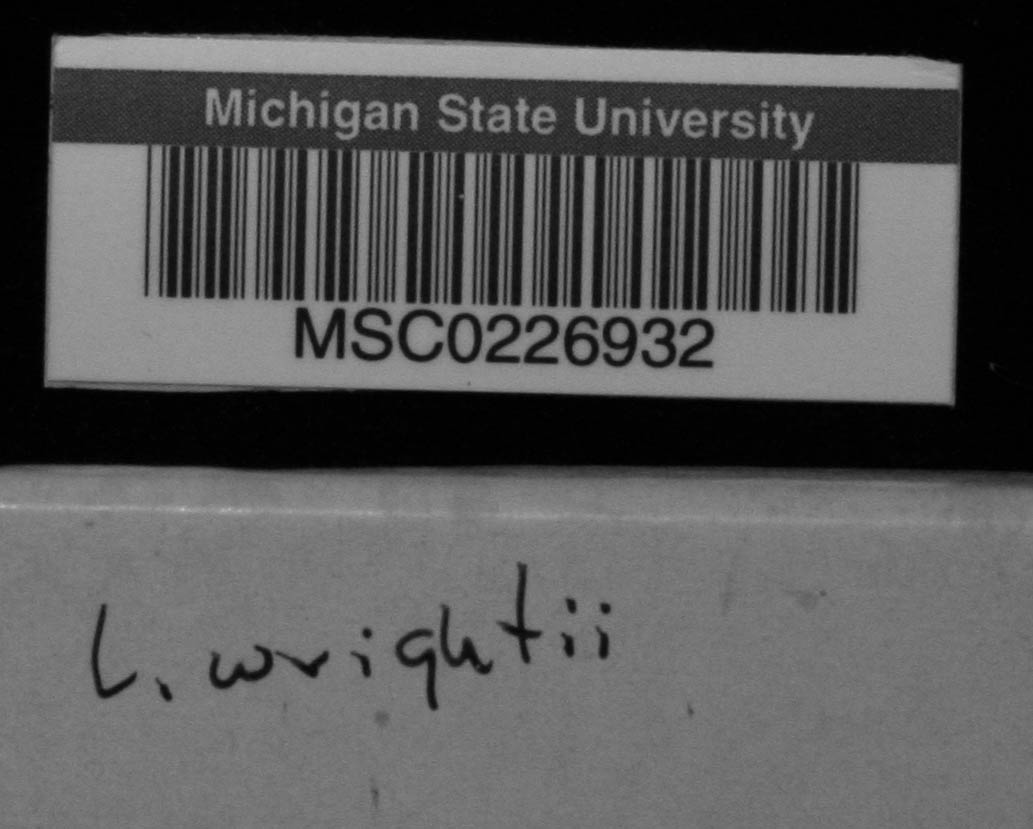 Michigan State University
MSC0226932
L. wrightii